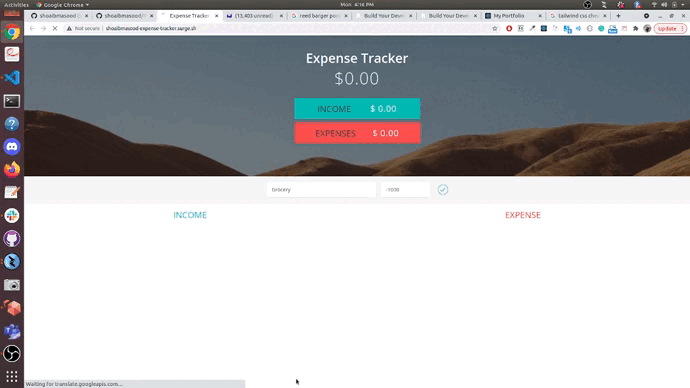 Activities
Google Chrome
Mon 4:16 PM
shoaibmasood
shoaibmasood/
Expense Tracker
(13,403 unread)
reed barger
Build Your Dev
Build Your Dev
My Portfolio
tailwind css
Not secure
shoaibmasood-expense-tracker.surge.sh
Update
Expense Tracker
$0.00
INCOME $ 0.00
EXPENSES $ 0.00
Grocery
-1000
INCOME
EXPENSE
Waiting for translate.googleapis.com...